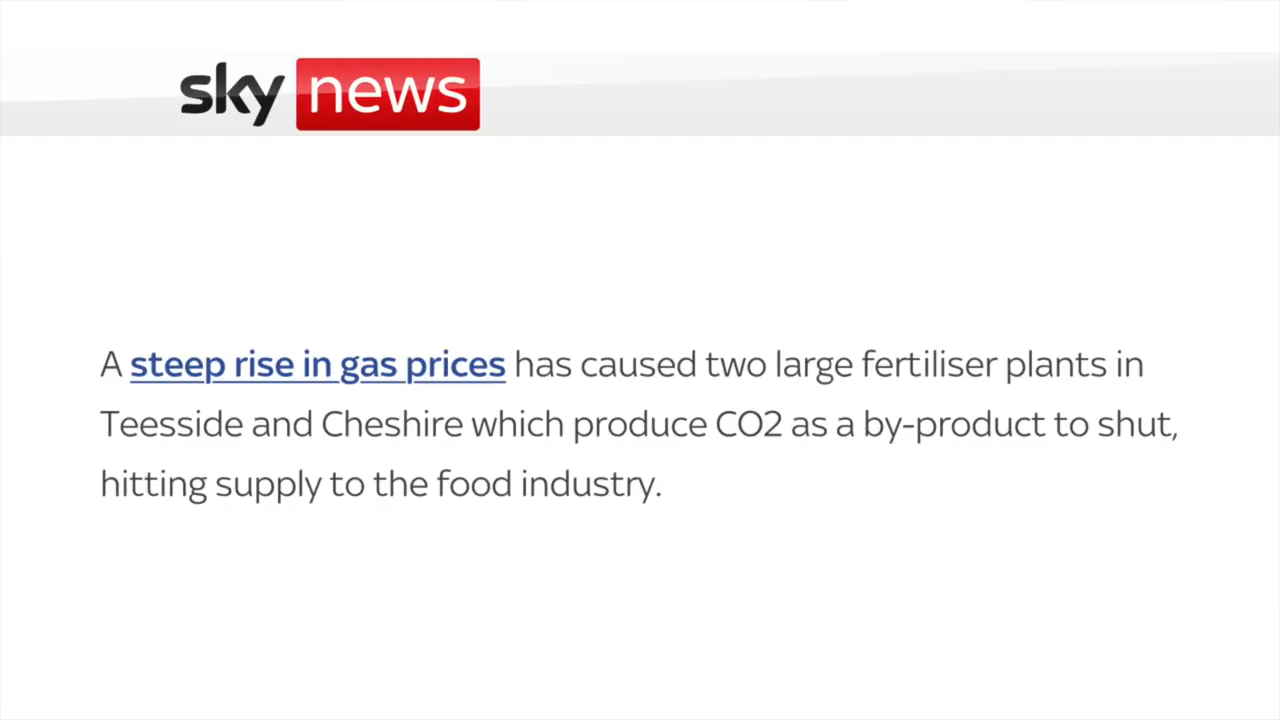 sky news
A steep rise in gas prices has caused two large fertiliser plants in
Teesside and Cheshire which produce CO2 as a by-product to shut,
hitting supply to the food industry.